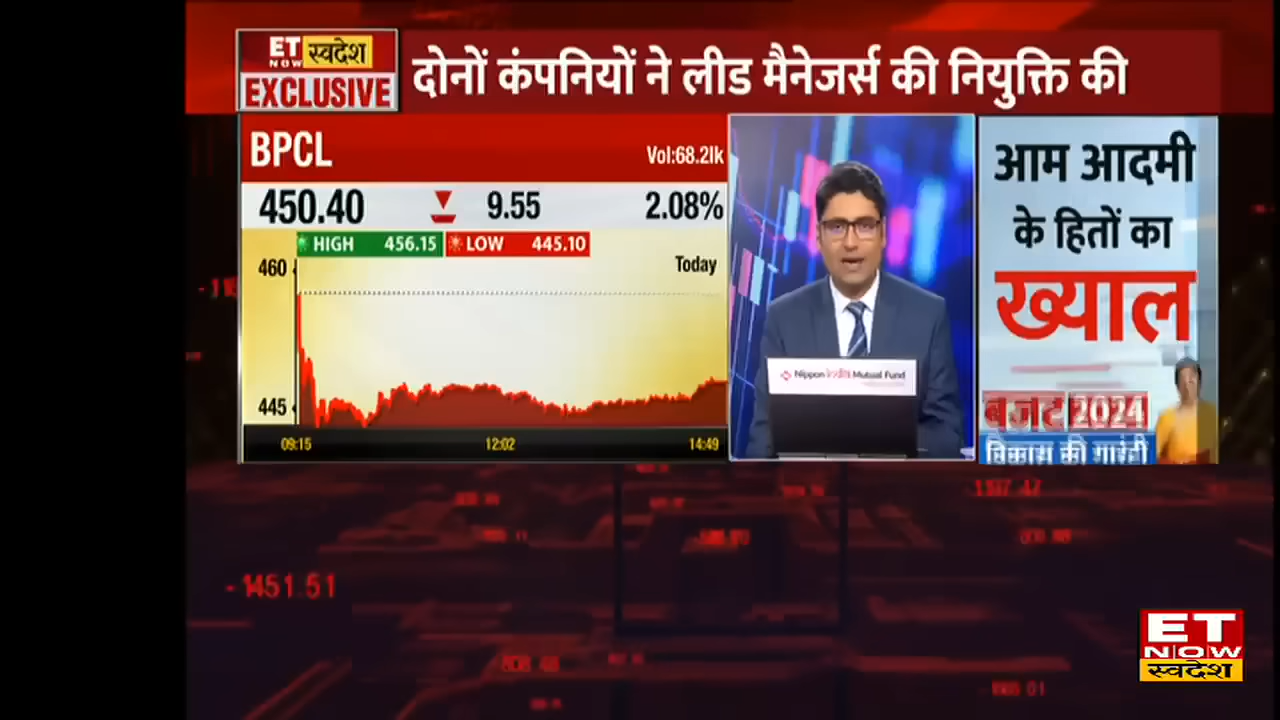 ET
NOW
स्वदेश
EXCLUSIVE
दोनों कंपनियों ने लीड मैनेजर्स की नियुक्ति की
BPCL
Vol:68.2lk
450.40 9.55 2.08%
HIGH 456.15 LOW 445.10
460
Today
445
09:15 12:02 14:49
Nippon India Mutual Fund
आम आदमी
के हितों का
ख्याल
बजट 2024
विकास की गारंटी
-1451.51
ET
NOW
स्वदेश